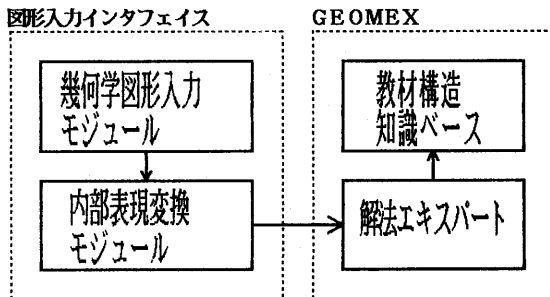 図形入力インタフェイス
幾何学図形入力
モジュール
内部表現変換
モジュール
GEOMEX
教材構造
知識ベース
解法エキスパート